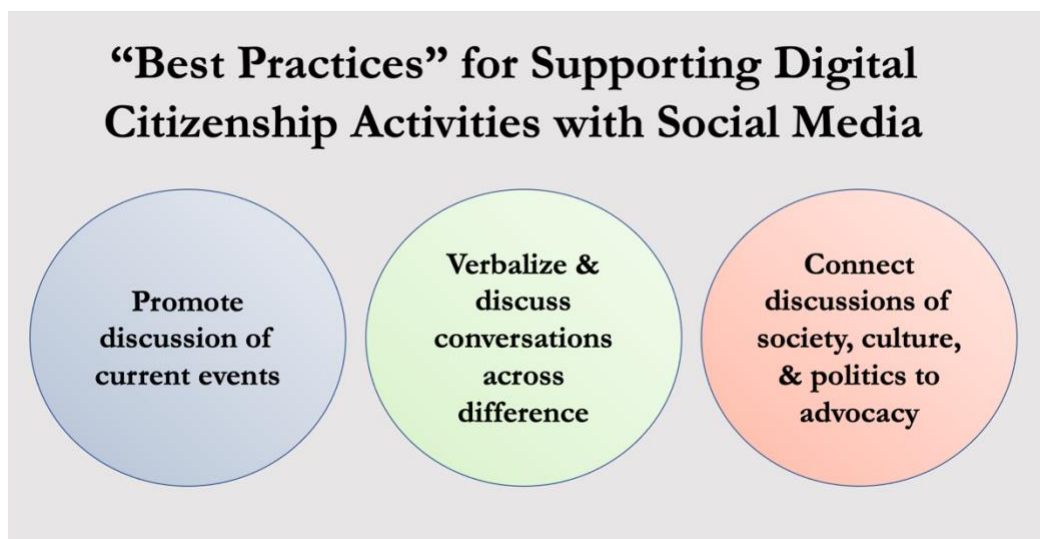 “Best Practices” for Supporting Digital
Citizenship Activities with Social Media
Promote
discussion of
current events
Verbalize &
discuss
conversations
across
difference
Connect
discussions of
society, culture,
& politics to
advocacy